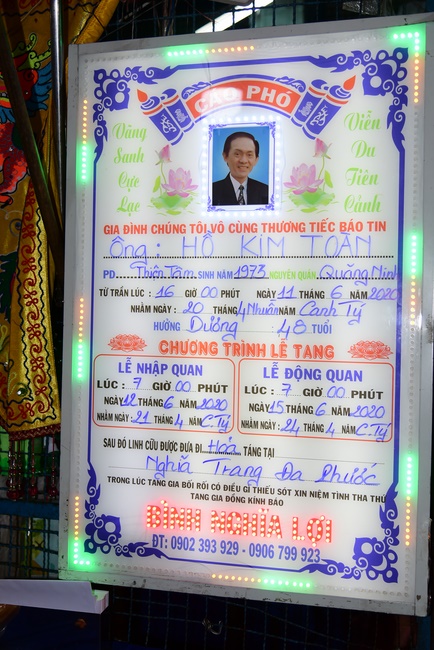 CÁO PHÓ
Vãng Sanh Cực Lạc
Viễn Du Tiên Cảnh
GIA ĐÌNH CHÚNG TÔI VÔ CÙNG THƯƠNG TIẾC BÁO TIN
Ông : HỒ KIM TOÀN
PD Thiện Tâm SINH NĂM 1973 NGUYÊN QUÁN Quảng Ninh
TỪ TRẦN LÚC : 16 GIỜ 00 PHÚT NGÀY 11 THÁNG 6 NĂM 2020
NHẰM NGÀY : 20 THÁNG 4 Nhuần NĂM Canh Tý
HƯỞNG Dương 48 TUỔI
CHƯƠNG TRÌNH LỄ TANG
LỄ NHẬP QUAN
LÚC : 7 GIỜ 00 PHÚT
NGÀY 12 THÁNG 6 NĂM 2020
NHẰM NGÀY : 21 THÁNG 4 NĂM C.Tý
LỄ ĐỘNG QUAN
LÚC : 7 GIỜ 00 PHÚT
NGÀY 15 THÁNG 6 NĂM 2020
NHẰM NGÀY : 24 THÁNG 4 NĂM C.Tý
SAU ĐÓ LINH CỮU ĐƯỢC ĐƯA ĐI Hỏa TÁNG TẠI
Nghĩa Trang Đa Phước
TRONG LÚC TANG GIA BỐI RỐI CÓ ĐIỀU GÌ THIẾU SÓT XIN NIỆM TÌNH THA THỨ
TANG GIA ĐỒNG KÍNH BÁO
BÌNH NGHĨA LỢI
ĐT: 0902 393 929 - 0906 799 923